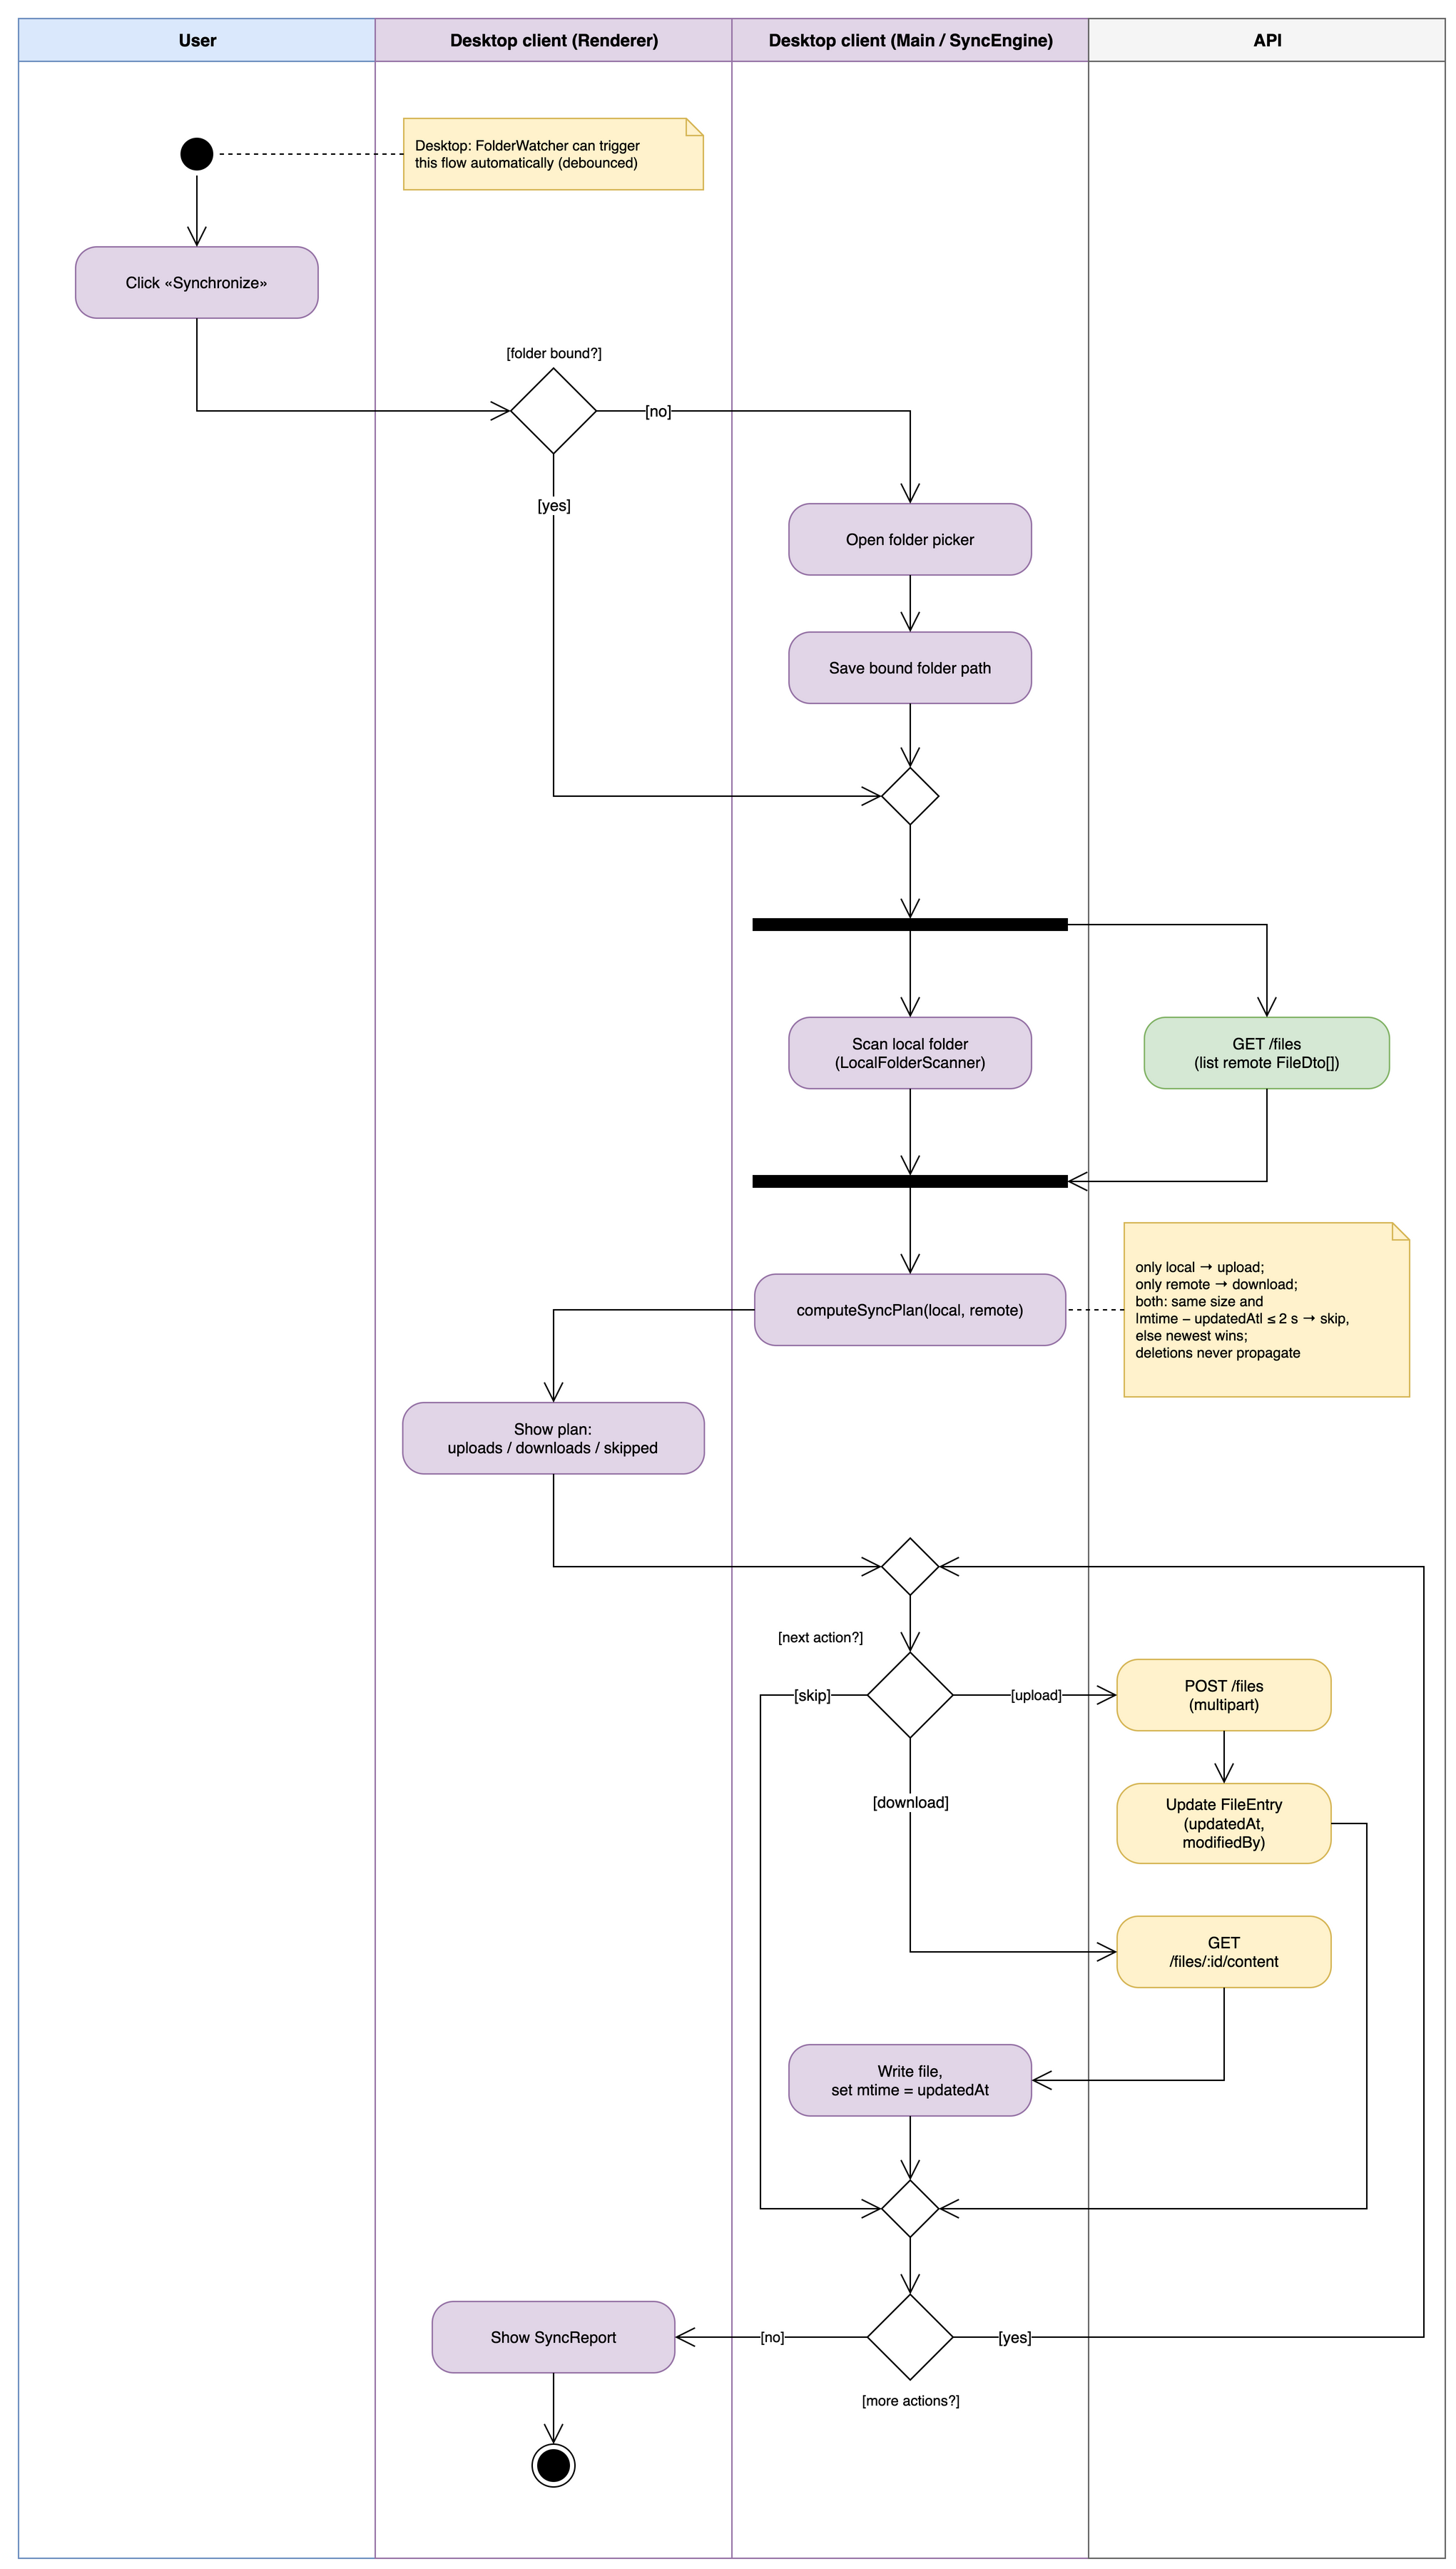 User
Desktop client (Renderer)
Desktop client (Main / SyncEngine)
API
Desktop: FolderWatcher can trigger
this flow automatically (debounced)
Click «Synchronize»
[folder bound?]
[no]
[yes]
Open folder picker
Save bound folder path
Scan local folder
(LocalFolderScanner)
GET /files
(list remote FileDto[])
computeSyncPlan(local, remote)
only local → upload;
only remote → download;
both: same size and
|mtime − updatedAt| ≤ 2 s → skip,
else newest wins;
deletions never propagate
Show plan:
uploads / downloads / skipped
[next action?]
[skip]
[upload]
POST /files
(multipart)
[download]
Update FileEntry
(updatedAt,
modifiedBy)
GET
/files/:id/content
Write file,
set mtime = updatedAt
Show SyncReport
[no]
[yes]
[more actions?]